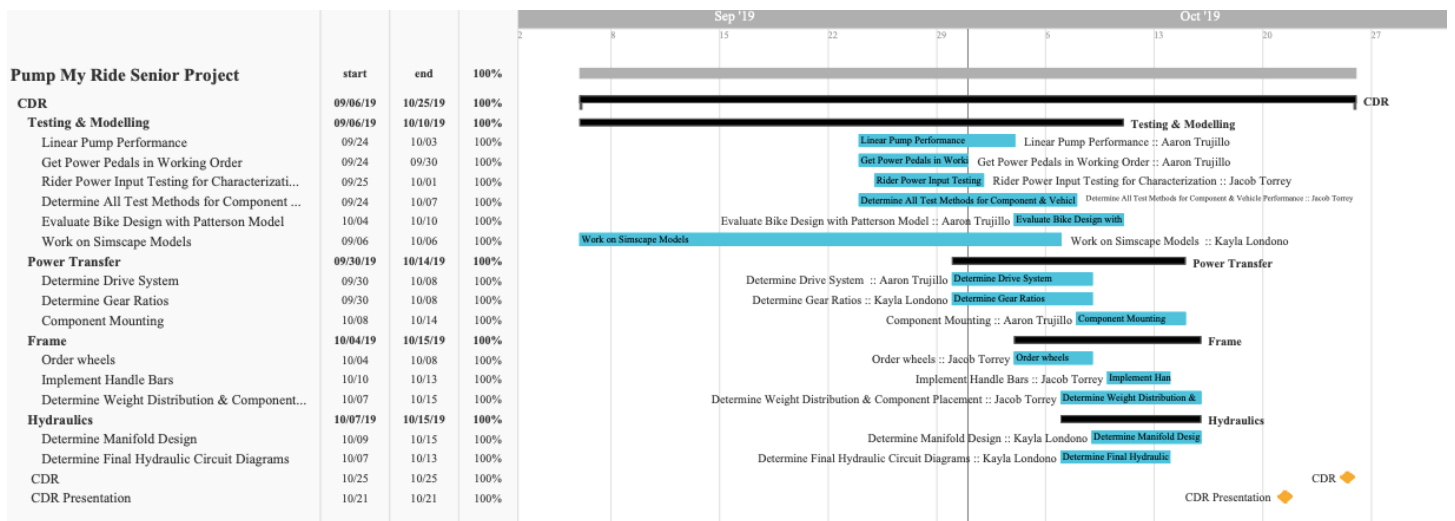 Sep '19 Oct '19
2 8 15 22 29 6 13 20 27
Pump My Ride Senior Project start end 100%
CDR 09/06/19 10/25/19 100% CDR
Testing & Modelling 09/06/19 10/10/19 100% Testing & Modelling
Linear Pump Performance 09/24 10/03 100% Linear Pump Performance Linear Pump Performance :: Aaron Trujillo
Get Power Pedals in Working Order 09/24 09/30 100% Get Power Pedals in Worki Get Power Pedals in Working Order :: Aaron Trujillo
Rider Power Input Testing for Characterizati... 09/25 10/01 100% Rider Power Input Testing Rider Power Input Testing for Characterization :: Jacob Torrey
Determine All Test Methods for Component ... 09/24 10/07 100% Determine All Test Methods for Component & Vehicl Determine All Test Methods for Component & Vehicle Performance :: Jacob Torrey
Evaluate Bike Design with Patterson Model 10/04 10/10 100% Evaluate Bike Design with Patterson Model :: Aaron Trujillo Evaluate Bike Design with
Work on Simscape Models 09/06 10/06 100% Work on Simscape Models Work on Simscape Models :: Kayla Londono
Power Transfer 09/30/19 10/14/19 100% Power Transfer
Determine Drive System 09/30 10/08 100% Determine Drive System :: Aaron Trujillo Determine Drive System
Determine Gear Ratios 09/30 10/08 100% Determine Gear Ratios :: Kayla Londono Determine Gear Ratios
Component Mounting 10/08 10/14 100% Component Mounting :: Aaron Trujillo Component Mounting
Frame 10/04/19 10/15/19 100% Frame
Order wheels 10/04 10/08 100% Order wheels :: Jacob Torrey Order wheels
Implement Handle Bars 10/10 10/13 100% Implement Handle Bars :: Jacob Torrey Implement Han
Determine Weight Distribution & Component... 10/07 10/15 100% Determine Weight Distribution & Component Placement :: Jacob Torrey Determine Weight Distribution &
Hydraulics 10/07/19 10/15/19 100% Hydraulics
Determine Manifold Design 10/09 10/15 100% Determine Manifold Design :: Kayla Londono Determine Manifold Desig
Determine Final Hydraulic Circuit Diagrams 10/07 10/13 100% Determine Final Hydraulic Circuit Diagrams :: Kayla Londono Determine Final Hydraulic
CDR 10/25 10/25 100% CDR
CDR Presentation 10/21 10/21 100% CDR Presentation